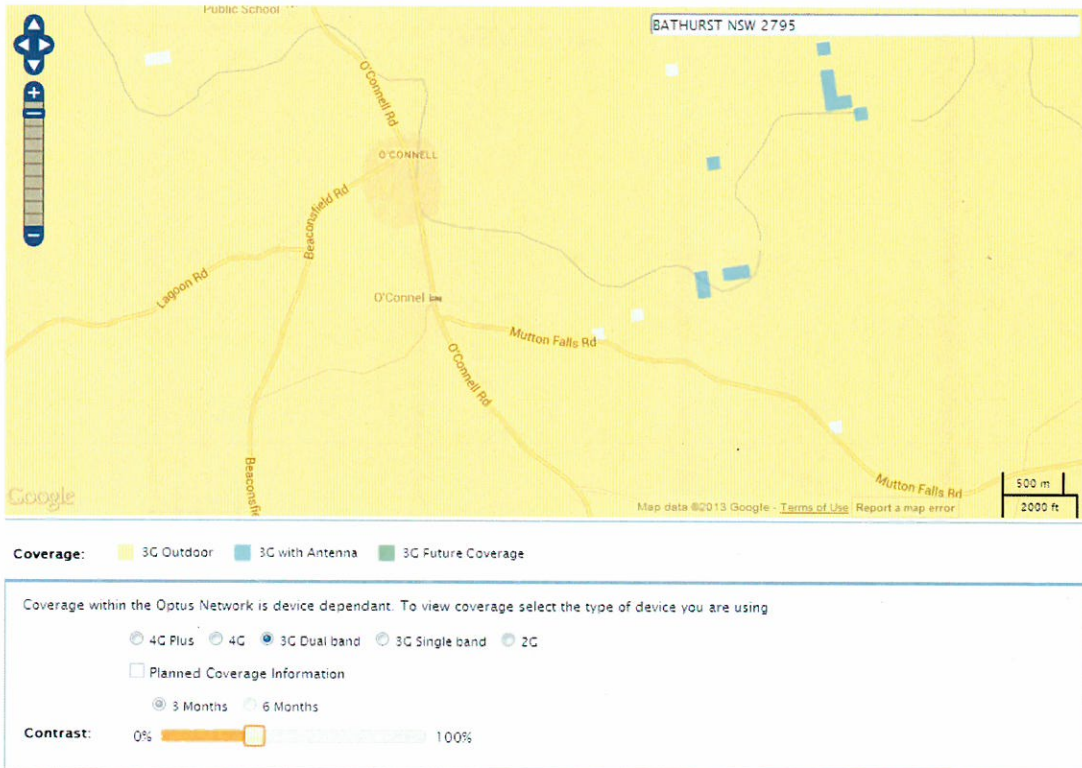 Public School
BATHURST NSW 2795
O'Connell Rd
O'CONNELL
Beaconsfield Rd
Lagoon Rd
O'Connel
Mutton Falls Rd
O'Connell Rd
Beaconsfi
Mutton Falls Rd
Google
Map data ©2013 Google - Terms of Use Report a map error
500 m
2000 ft
Coverage: 3G Outdoor 3G with Antenna 3G Future Coverage
Coverage within the Optus Network is device dependant. To view coverage select the type of device you are using
4G Plus 4G 3G Dual band 3G Single band 2G
Planned Coverage Information
3 Months 6 Months
Contrast: 0% 100%